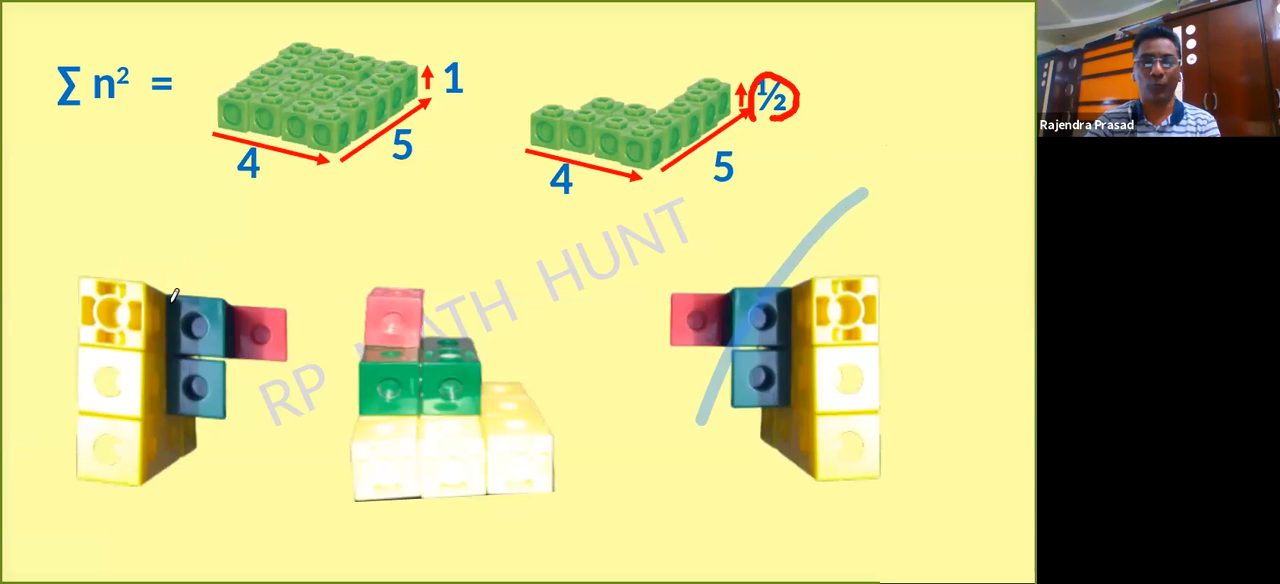 ∑ n² =
1
5
4
½
5
4
RP MATH HUNT
Rajendra Prasad